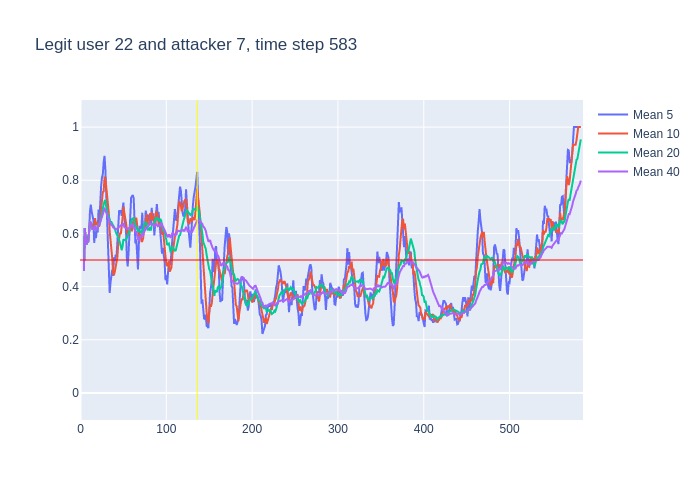 Legit user 22 and attacker 7, time step 583
Mean 5
Mean 10
Mean 20
Mean 40
1
0.8
0.6
0.4
0.2
0
0 100 200 300 400 500